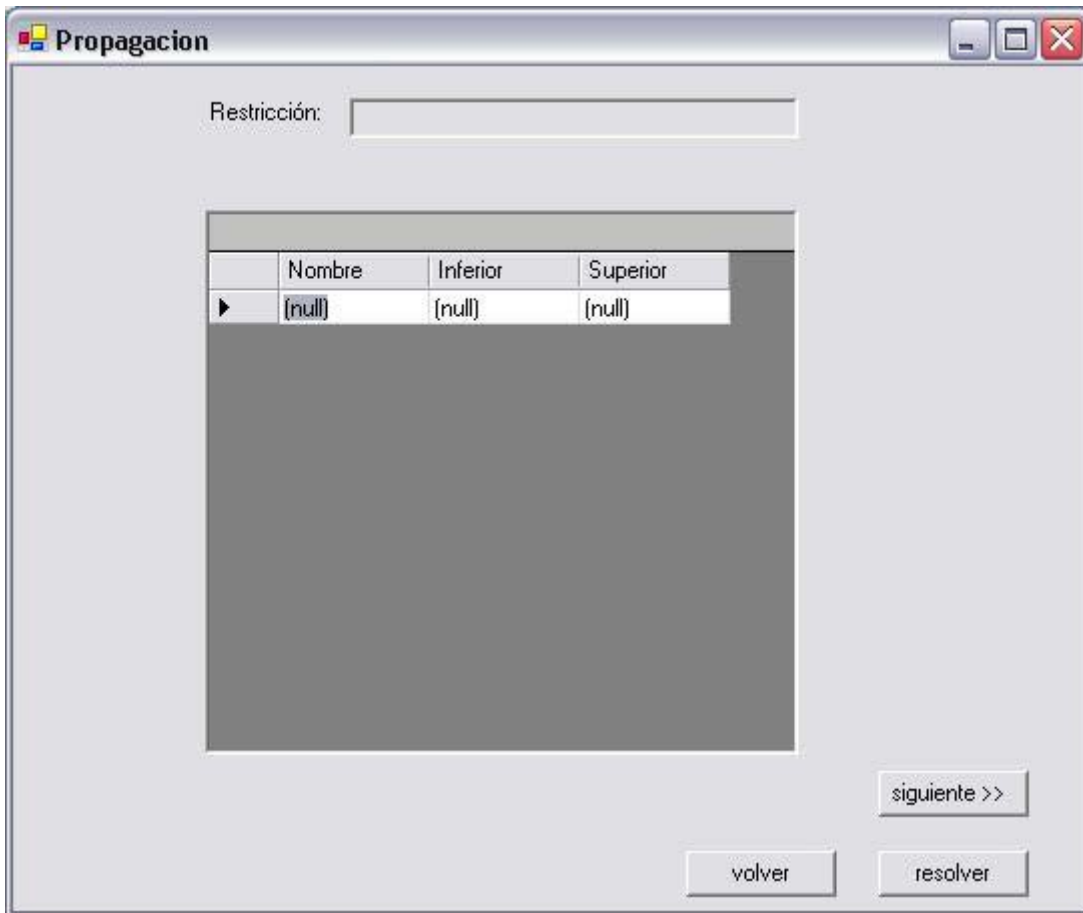 Propagacion
Restricción:
Nombre Inferior Superior
(null) (null) (null)
siguiente >>
volver resolver